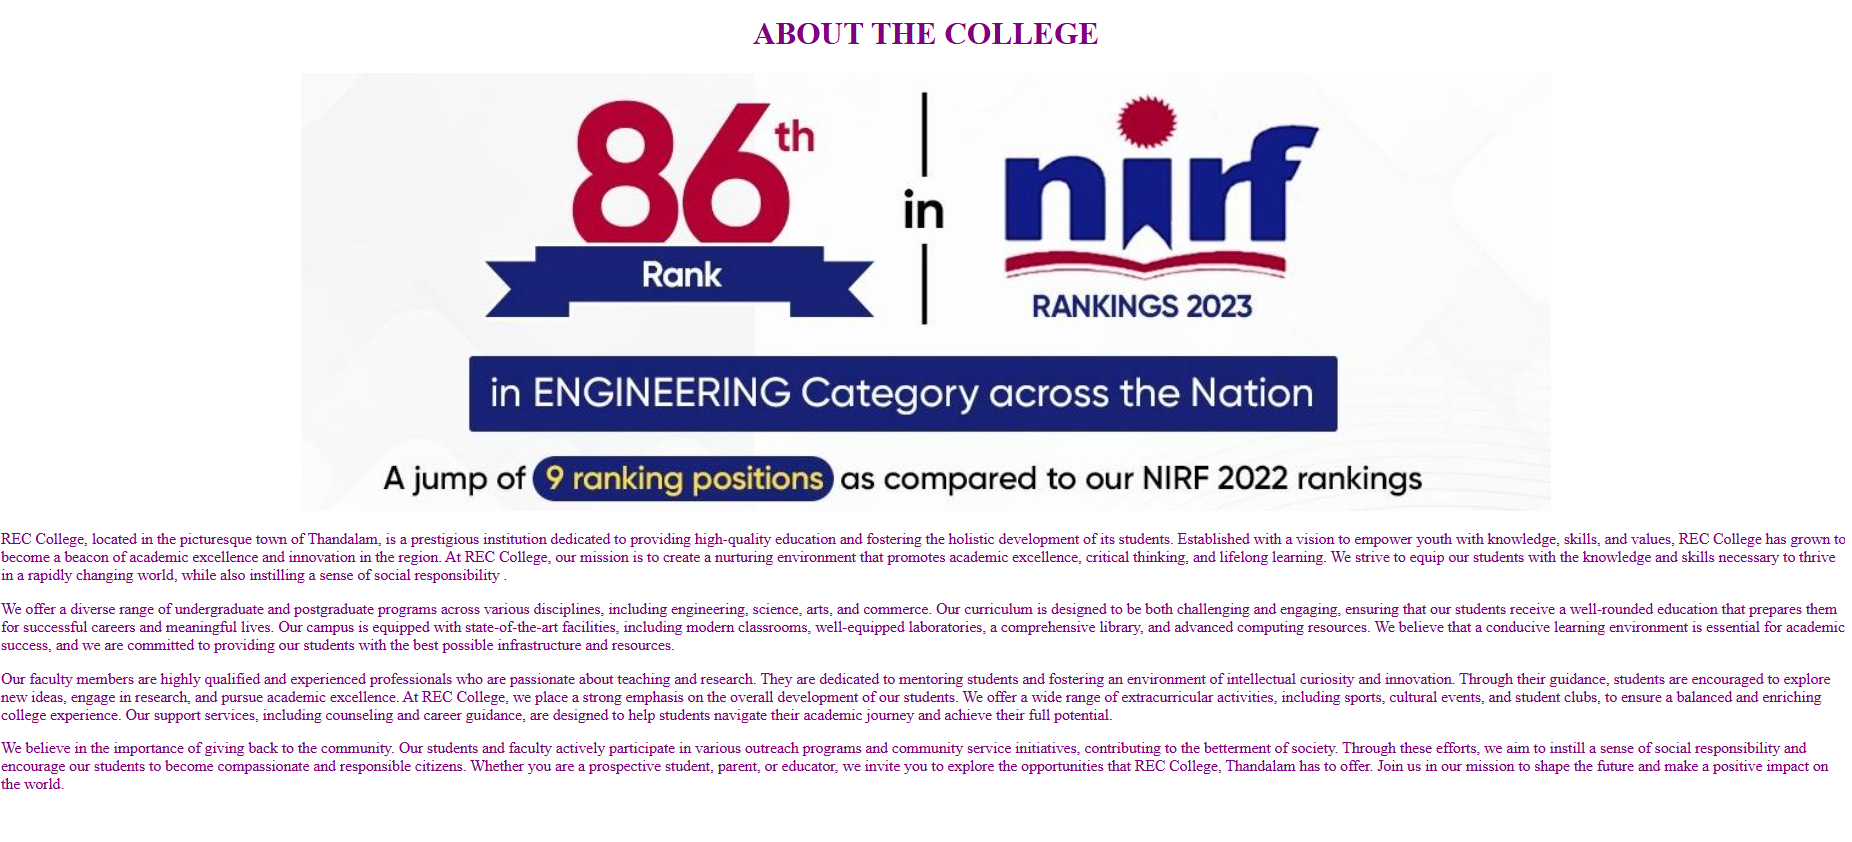 ABOUT THE COLLEGE
86th
Rank
in
nirf
RANKINGS 2023
in ENGINEERING Category across the Nation
A jump of 9 ranking positions as compared to our NIRF 2022 rankings
REC College, located in the picturesque town of Thandalam, is a prestigious institution dedicated to providing high-quality education and fostering the holistic development of its students. Established with a vision to empower youth with knowledge, skills, and values, REC College has grown to
become a beacon of academic excellence and innovation in the region. At REC College, our mission is to create a nurturing environment that promotes academic excellence, critical thinking, and lifelong learning. We strive to equip our students with the knowledge and skills necessary to thrive
in a rapidly changing world, while also instilling a sense of social responsibility .
We offer a diverse range of undergraduate and postgraduate programs across various disciplines, including engineering, science, arts, and commerce. Our curriculum is designed to be both challenging and engaging, ensuring that our students receive a well-rounded education that prepares them
for successful careers and meaningful lives. Our campus is equipped with state-of-the-art facilities, including modern classrooms, well-equipped laboratories, a comprehensive library, and advanced computing resources. We believe that a conducive learning environment is essential for academic
success, and we are committed to providing our students with the best possible infrastructure and resources.
Our faculty members are highly qualified and experienced professionals who are passionate about teaching and research. They are dedicated to mentoring students and fostering an environment of intellectual curiosity and innovation. Through their guidance, students are encouraged to explore
new ideas, engage in research, and pursue academic excellence. At REC College, we place a strong emphasis on the overall development of our students. We offer a wide range of extracurricular activities, including sports, cultural events, and student clubs, to ensure a balanced and enriching
college experience. Our support services, including counseling and career guidance, are designed to help students navigate their academic journey and achieve their full potential.
We believe in the importance of giving back to the community. Our students and faculty actively participate in various outreach programs and community service initiatives, contributing to the betterment of society. Through these efforts, we aim to instill a sense of social responsibility and
encourage our students to become compassionate and responsible citizens. Whether you are a prospective student, parent, or educator, we invite you to explore the opportunities that REC College, Thandalam has to offer. Join us in our mission to shape the future and make a positive impact on
the world.